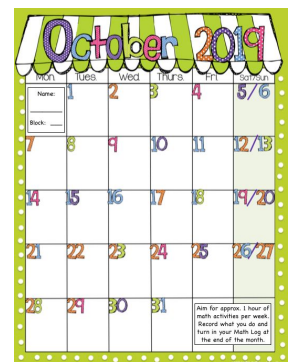 October 2019
Mon Tues Wed Thurs Fri Sat/Sun
Name:
Block:
1 2 3 4 5/6
7 8 9 10 11 12/13
14 15 16 17 18 19/20
21 22 23 24 25 26/27
28 29 30 31
Aim for approx. 1 hour of
math activities per week.
Record what you do and
turn in your Math Log at
the end of the month.